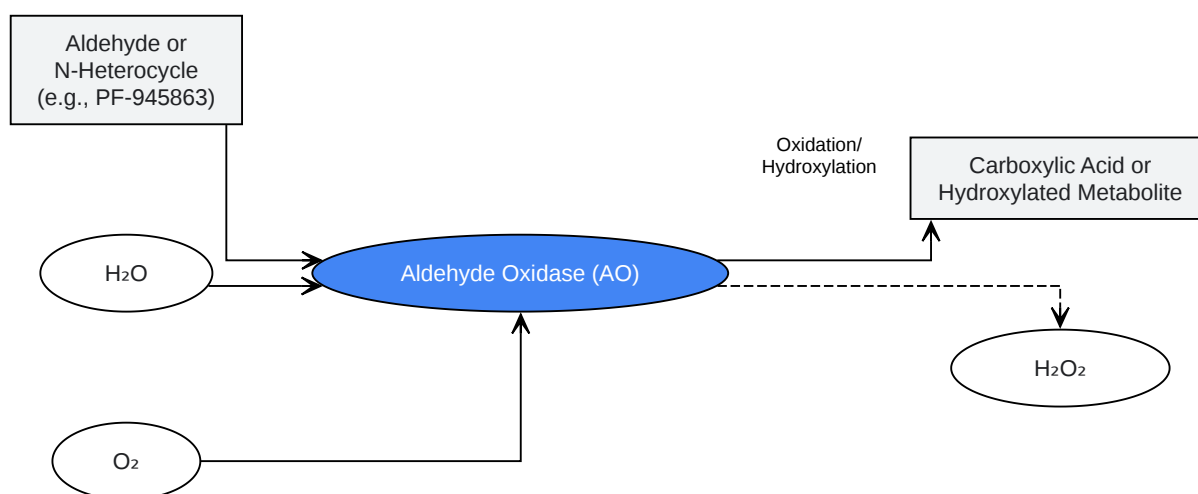 Aldehyde or
N-Heterocycle
(e.g., PF-945863)
Oxidation/
Hydroxylation
Carboxylic Acid or
Hydroxylated Metabolite
H₂O
Aldehyde Oxidase (AO)
H₂O₂
O₂